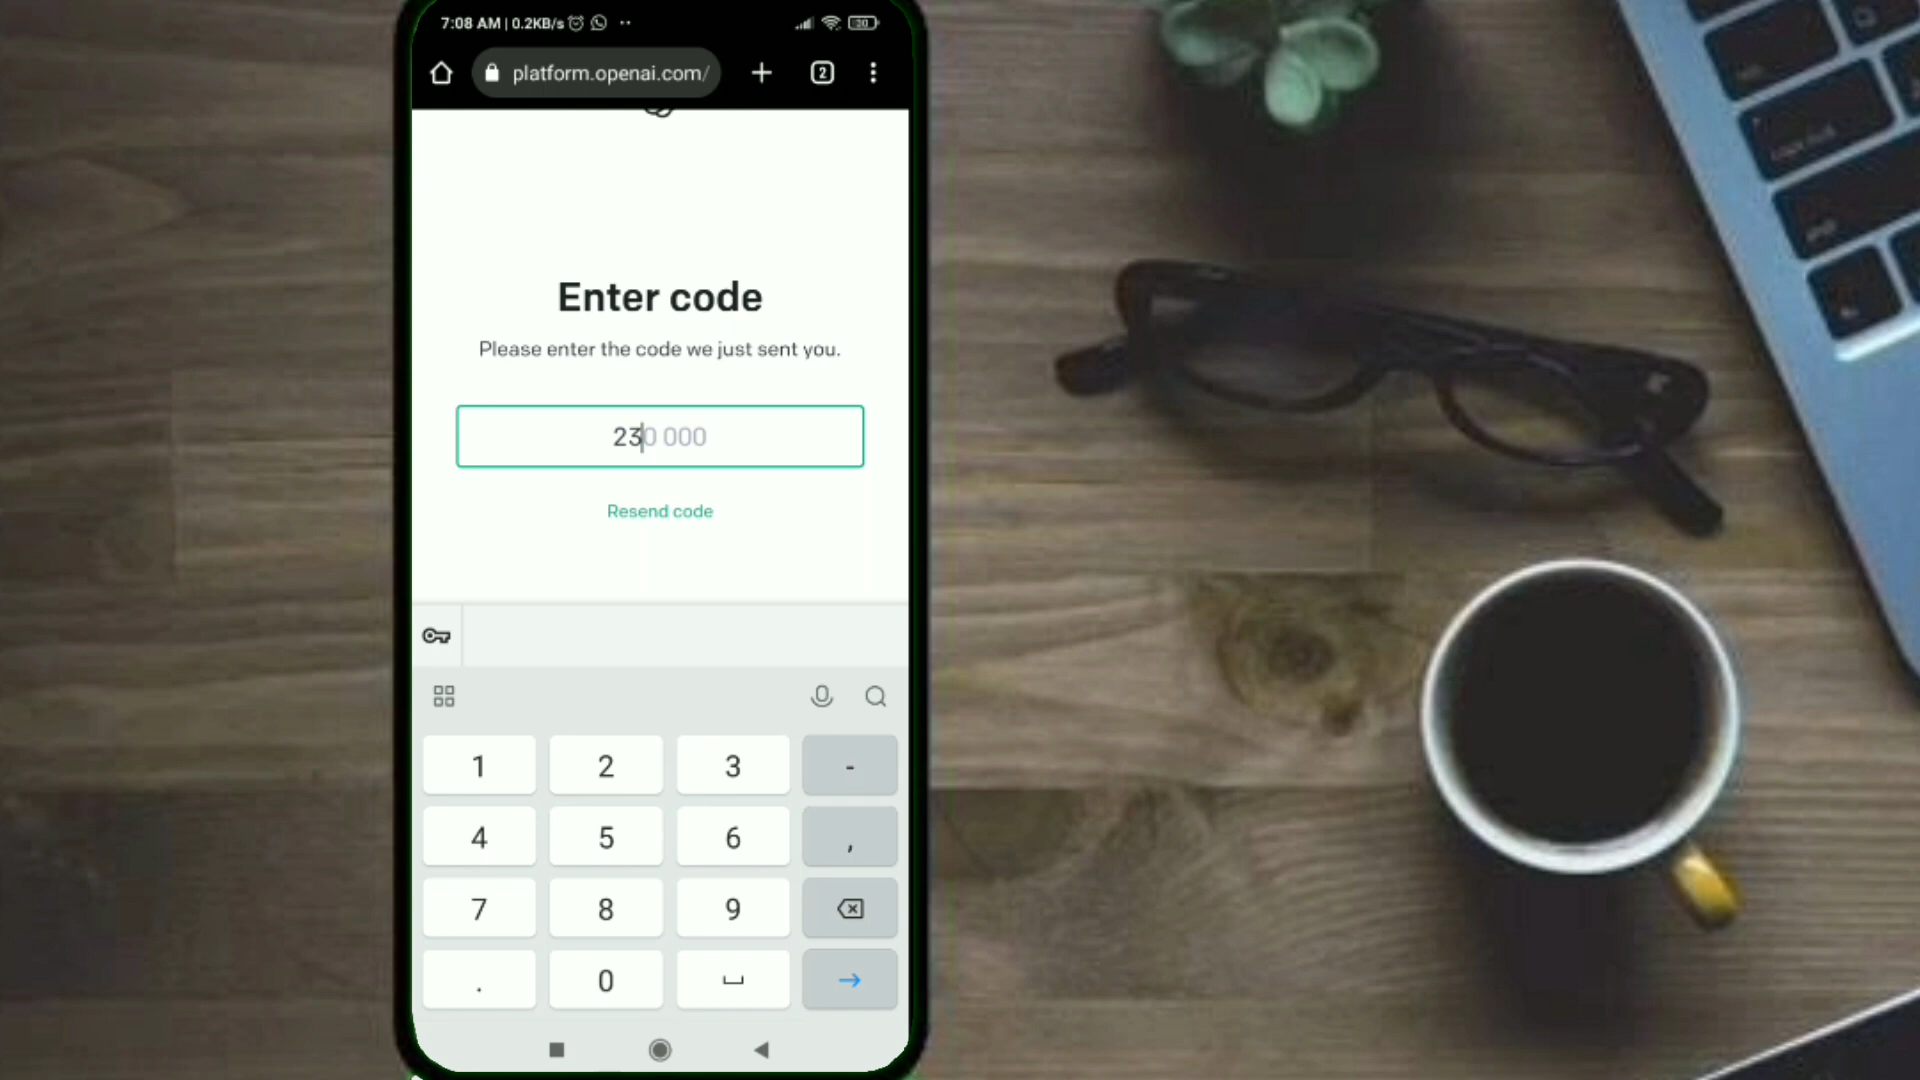 7:08 AM | 0.2KB/s
30
platform.openai.com/
2
Enter code
Please enter the code we just sent you.
230 000
Resend code
1 2 3 -
4 5 6 ,
7 8 9
. 0